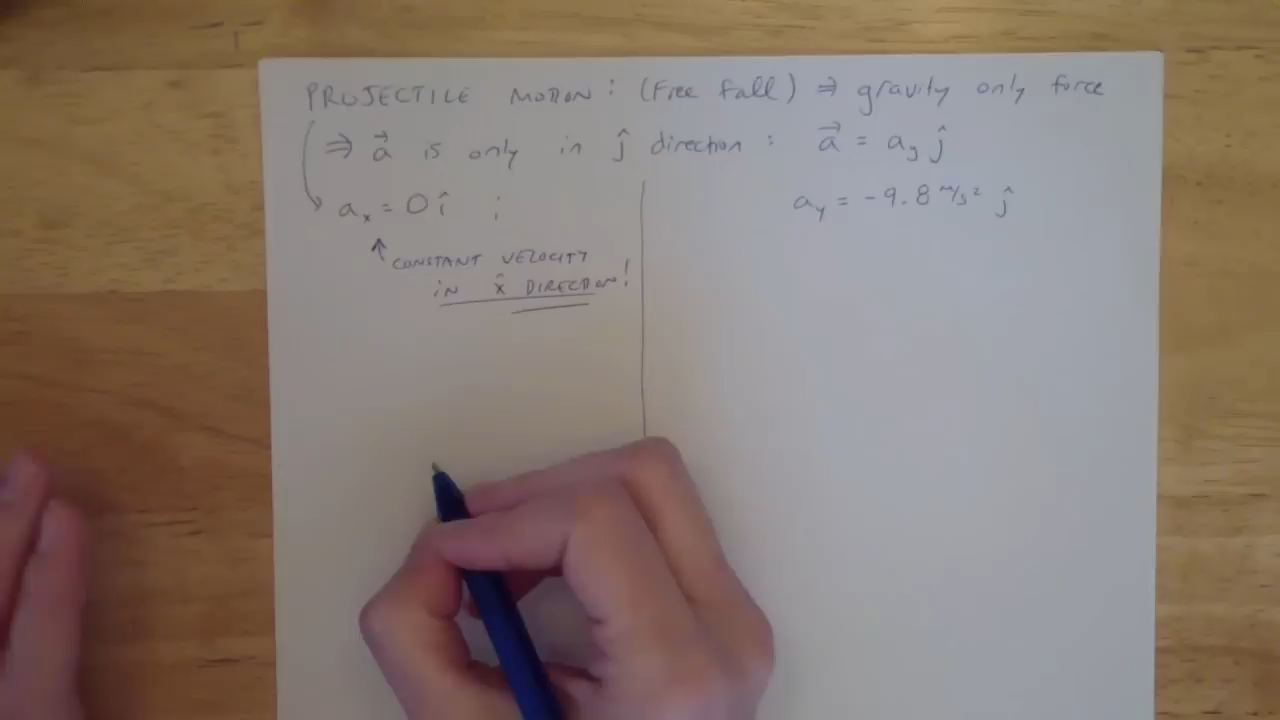 PROJECTILE MOTION: (Free fall) ⇒ gravity only force
⇒ a⃗ is only in ĵ direction : a⃗ = a_y ĵ
a_x = 0 î ; a_y = -9.8 m/s² ĵ
↑ CONSTANT VELOCITY
IN x̂ DIRECTION!